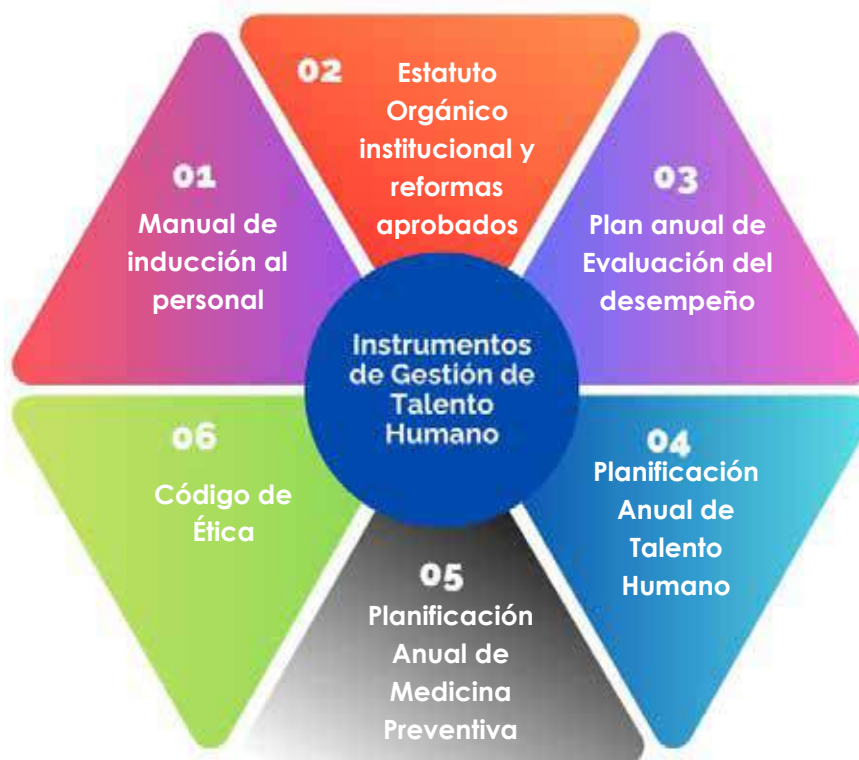 01
Manual de
inducción al
personal
02
Estatuto
Orgánico
institucional y
reformas
aprobados
03
Plan anual de
Evaluación del
desempeño
Instrumentos
de Gestión de
Talento
Humano
04
Planificación
Anual de
Talento
Humano
05
Planificación
Anual de
Medicina
Preventiva
06
Código de
Ética